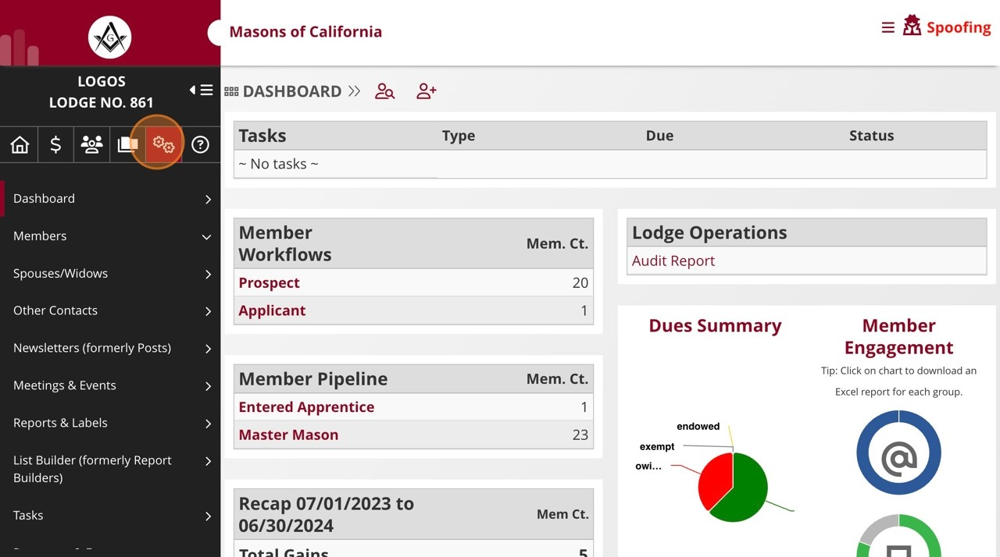 G
Masons of California
Spoofing
LOGOS
LODGE NO. 861
DASHBOARD
Dashboard
Members
Spouses/Widows
Other Contacts
Newsletters (formerly Posts)
Meetings & Events
Reports & Labels
List Builder (formerly Report
Builders)
Tasks
Tasks Type Due Status
~ No tasks ~
Member
Workflows Mem. Ct.
Prospect 20
Applicant 1
Member Pipeline Mem. Ct.
Entered Apprentice 1
Master Mason 23
Recap 07/01/2023 to
06/30/2024 Mem Ct.
Total Gains 5
Lodge Operations
Audit Report
Dues Summary
endowed
exempt
owi...
Member
Engagement
Tip: Click on chart to download an
Excel report for each group.
@